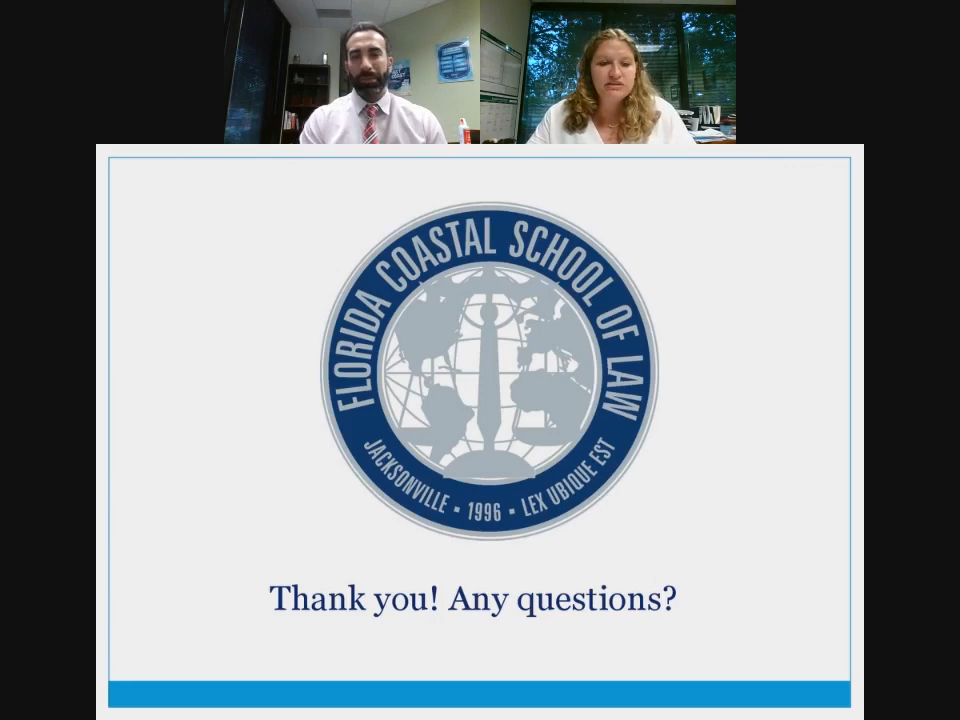 FLORIDA COASTAL SCHOOL OF LAW
JACKSONVILLE • 1996 • LEX UBIQUE EST
Thank you! Any questions?